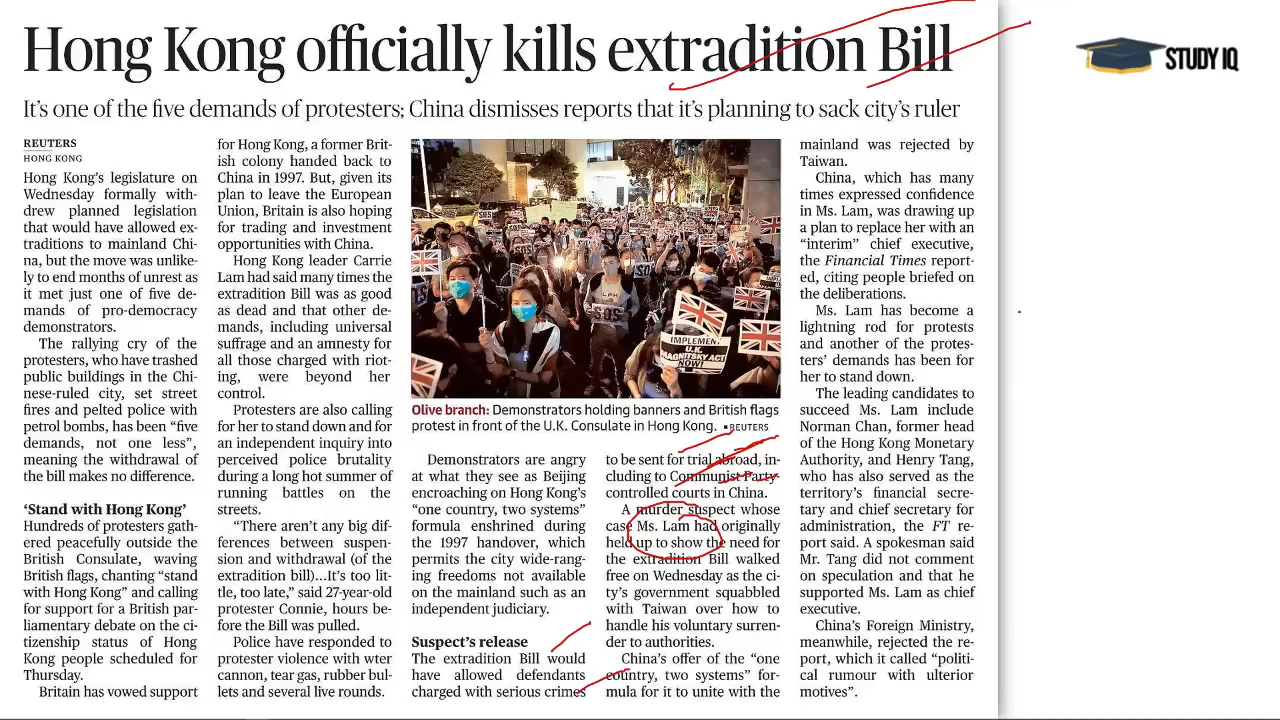 Hong Kong officially kills extradition Bill
STUDY IQ
It's one of the five demands of protesters; China dismisses reports that it's planning to sack city's ruler
REUTERS
HONG KONG
Hong Kong's legislature on
Wednesday formally with-
drew planned legislation
that would have allowed ex-
traditions to mainland Chi-
na, but the move was unlike-
ly to end months of unrest as
it met just one of five de-
mands of pro-democracy
demonstrators.
The rallying cry of the
protesters, who have trashed
public buildings in the Chi-
nese-ruled city, set street
fires and pelted police with
petrol bombs, has been "five
demands, not one less",
meaning the withdrawal of
the bill makes no difference.
'Stand with Hong Kong'
Hundreds of protesters gath-
ered peacefully outside the
British Consulate, waving
British flags, chanting "stand
with Hong Kong" and calling
for support for a British par-
liamentary debate on the ci-
tizenship status of Hong
Kong people scheduled for
Thursday.
Britain has vowed support
for Hong Kong, a former Brit-
ish colony handed back to
China in 1997. But, given its
plan to leave the European
Union, Britain is also hoping
for trading and investment
opportunities with China.
Hong Kong leader Carrie
Lam had said many times the
extradition Bill was as good
as dead and that other de-
mands, including universal
suffrage and an amnesty for
all those charged with riot-
ing, were beyond her
control.
Protesters are also calling
for her to stand down and for
an independent inquiry into
perceived police brutality
during a long hot summer of
running battles on the
streets.
"There aren't any big dif-
ferences between suspen-
sion and withdrawal (of the
extradition bill)...It's too lit-
tle, too late," said 27-year-old
protester Connie, hours be-
fore the Bill was pulled.
Police have responded to
protester violence with wter
cannon, tear gas, rubber bul-
lets and several live rounds.
SOS
IMPLEMENT
U.K.
MAGNITSKY ACT
NOW!
Olive branch: Demonstrators holding banners and British flags
protest in front of the U.K. Consulate in Hong Kong. ▪REUTERS
Demonstrators are angry
at what they see as Beijing
encroaching on Hong Kong's
"one country, two systems"
formula enshrined during
the 1997 handover, which
permits the city wide-rang-
ing freedoms not available
on the mainland such as an
independent judiciary.
Suspect's release
The extradition Bill would
have allowed defendants
charged with serious crimes
to be sent for trial abroad, in-
cluding to Communist Party-
controlled courts in China.
A murder suspect whose
case Ms. Lam had originally
held up to show the need for
the extradition Bill walked
free on Wednesday as the ci-
ty's government squabbled
with Taiwan over how to
handle his voluntary surren-
der to authorities.
China's offer of the "one
country, two systems" for-
mula for it to unite with the
mainland was rejected by
Taiwan.
China, which has many
times expressed confidence
in Ms. Lam, was drawing up
a plan to replace her with an
"interim" chief executive,
the Financial Times report-
ed, citing people briefed on
the deliberations.
Ms. Lam has become a
lightning rod for protests
and another of the protes-
ters' demands has been for
her to stand down.
The leading candidates to
succeed Ms. Lam include
Norman Chan, former head
of the Hong Kong Monetary
Authority, and Henry Tang,
who has also served as the
territory's financial secre-
tary and chief secretary for
administration, the FT re-
port said. A spokesman said
Mr. Tang did not comment
on speculation and that he
supported Ms. Lam as chief
executive.
China's Foreign Ministry,
meanwhile, rejected the re-
port, which it called "politi-
cal rumour with ulterior
motives".